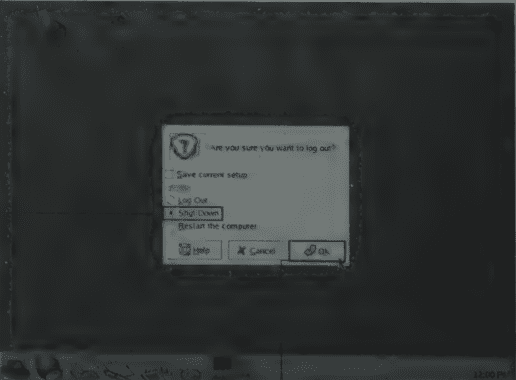 Are you sure you want to log out?
Save current setup
Log Out
Shut Down
Restart the computer
Help Cancel OK